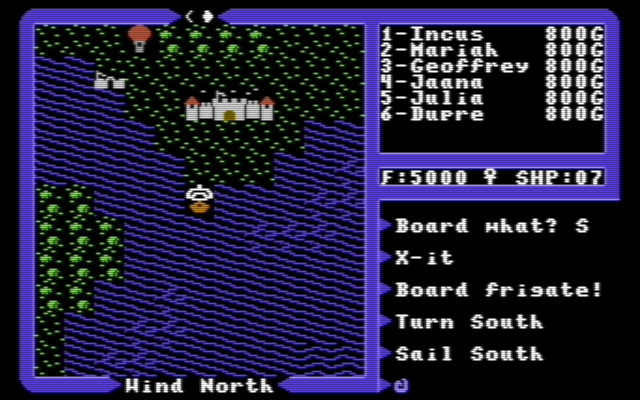 1-Incus 800G
2-Mariah 800G
3-Geoffrey 800G
4-Jaana 800G
5-Julia 800G
6-Dupre 800G
F:5000 SHP:07
Board what? S
X-it
Board frigate!
Turn South
Sail South
Wind North